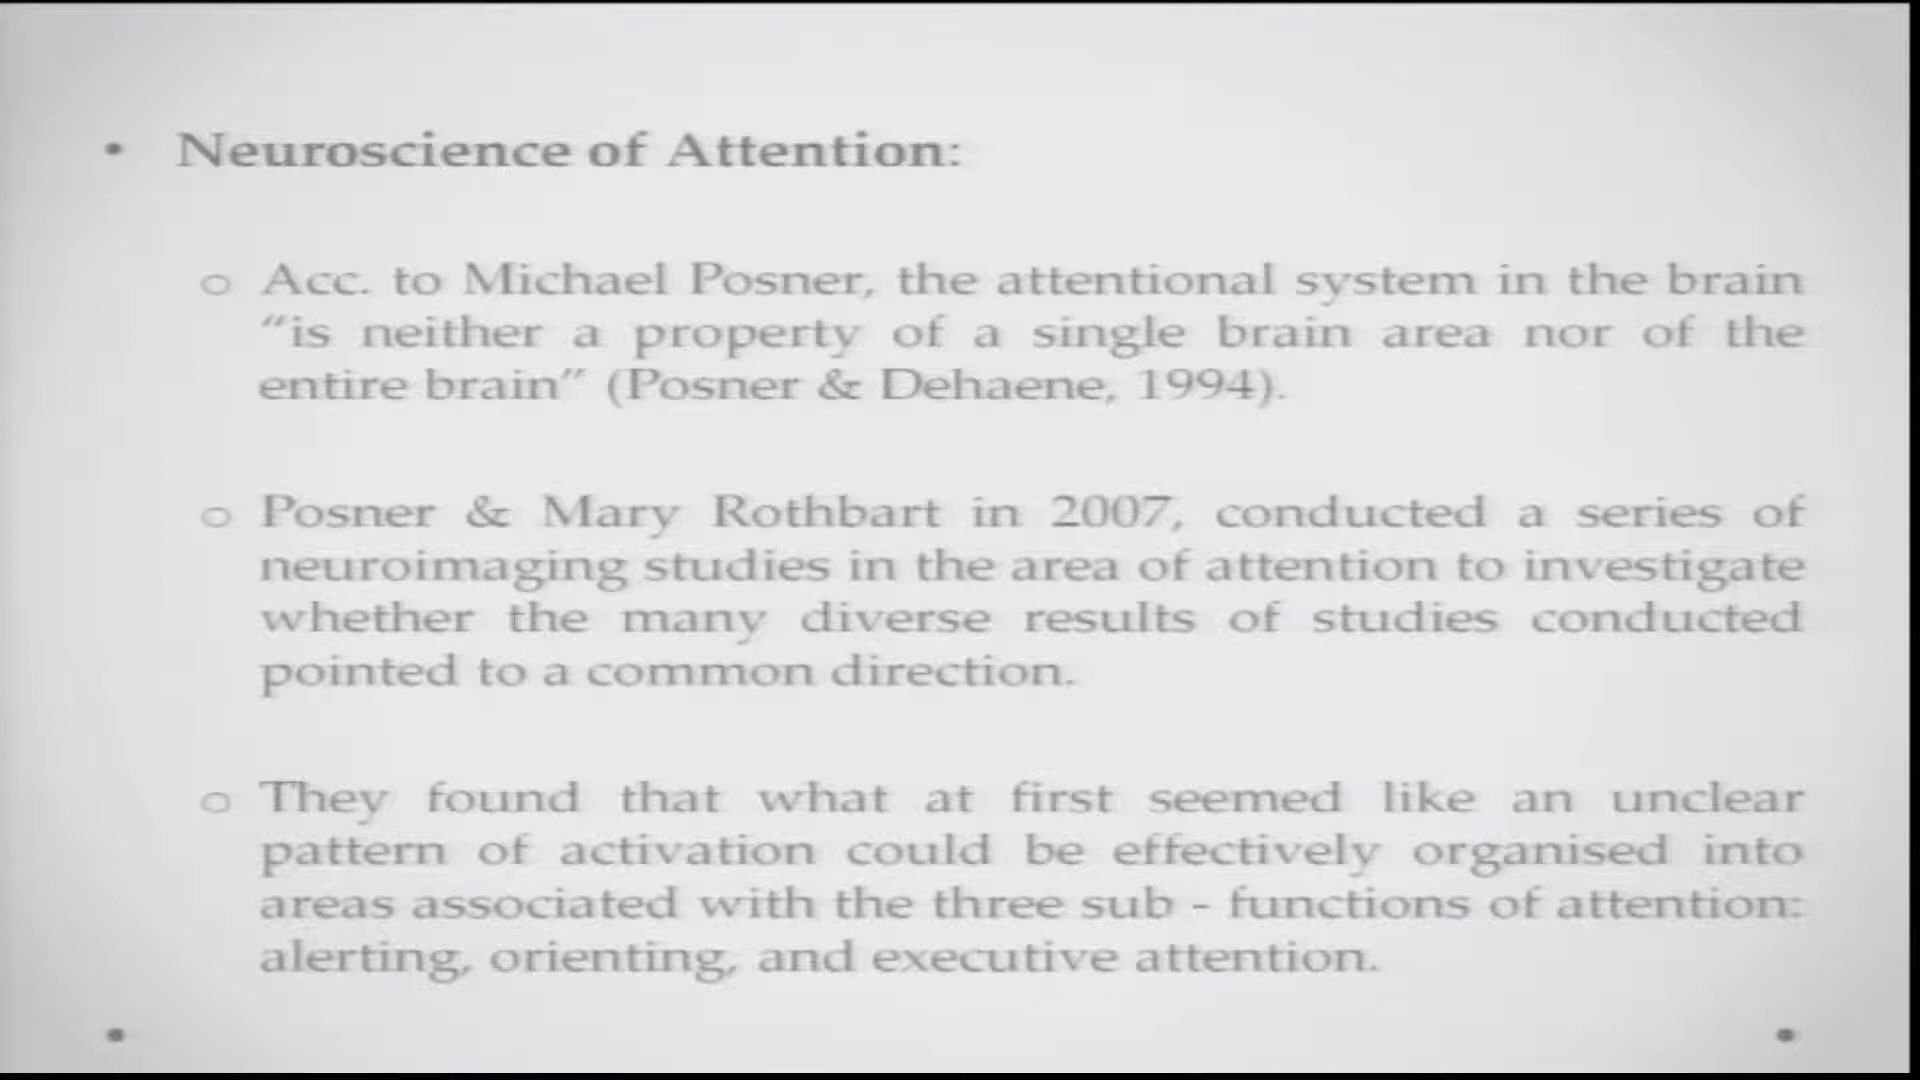 • Neuroscience of Attention:
o Acc. to Michael Posner, the attentional system in the brain
“is neither a property of a single brain area nor of the
entire brain” (Posner & Dehaene, 1994).
o Posner & Mary Rothbart in 2007, conducted a series of
neuroimaging studies in the area of attention to investigate
whether the many diverse results of studies conducted
pointed to a common direction.
o They found that what at first seemed like an unclear
pattern of activation could be effectively organised into
areas associated with the three sub - functions of attention:
alerting, orienting, and executive attention.